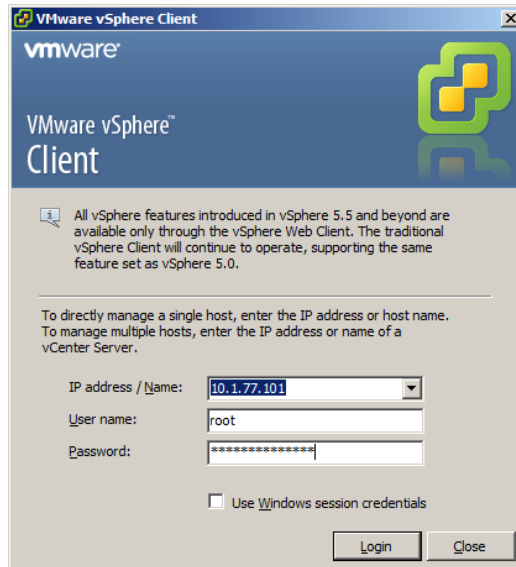 VMware vSphere Client
vmware®
VMware vSphere™
Client
All vSphere features introduced in vSphere 5.5 and beyond are
available only through the vSphere Web Client. The traditional
vSphere Client will continue to operate, supporting the same
feature set as vSphere 5.0.
To directly manage a single host, enter the IP address or host name.
To manage multiple hosts, enter the IP address or name of a
vCenter Server.
IP address / Name: 10.1.77.101
User name: root
Password: **************
Use Windows session credentials
Login Close